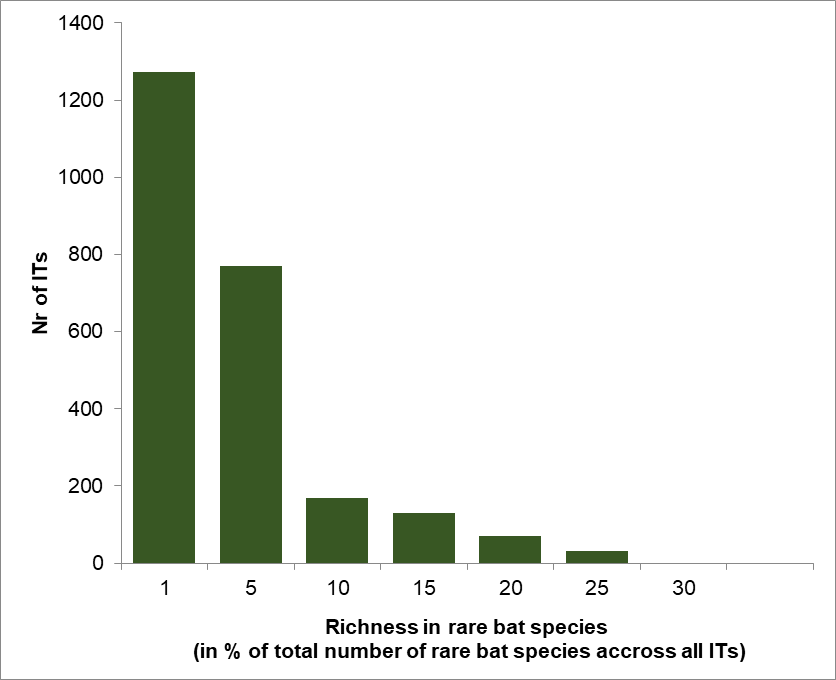 1400
1200
1000
800
600
400
200
0
Nr of ITs
1 5 10 15 20 25 30
Richness in rare bat species
(in % of total number of rare bat species accross all ITs)